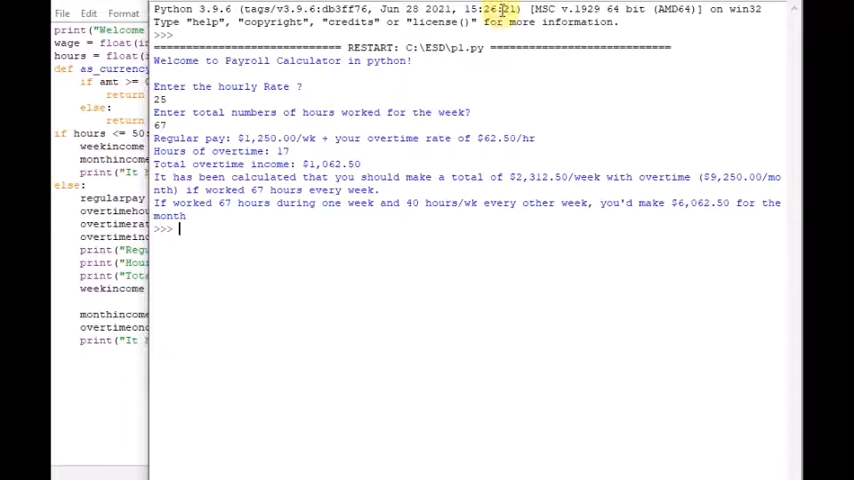 Python 3.9.6 (tags/v3.9.6:db3ff76, Jun 28 2021, 15:26:21) [MSC v.1929 64 bit (AMD64)] on win32
Type "help", "copyright", "credits" or "license()" for more information.
>>>
============================= RESTART: C:\ESD\p1.py ============================
Welcome to Payroll Calculator in python!
Enter the hourly Rate ?
25
Enter total numbers of hours worked for the week?
67
Regular pay: $1,250.00/wk + your overtime rate of $62.50/hr
Hours of overtime: 17
Total overtime income: $1,062.50
It has been calculated that you should make a total of $2,312.50/week with overtime ($9,250.00/mo
nth) if worked 67 hours every week.
If worked 67 hours during one week and 40 hours/wk every other week, you'd make $6,062.50 for the
month
>>>
File Edit Format
print("Welcome
wage = float(in
hours = float(i
def as_currency
if amt >= 0
return
else:
return
if hours <= 50:
weekincome
monthincome
print("It h
else:
regularpay
overtimehou
overtimerat
overtimeinc
print("Regu
print("Hour
print("Tota
weekincome
monthincome
overtimeone
print("It h